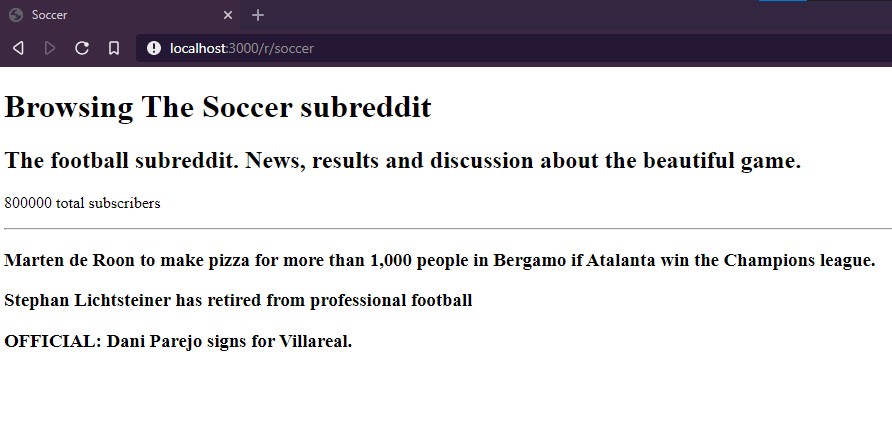 Soccer
localhost:3000/r/soccer
Browsing The Soccer subreddit
The football subreddit. News, results and discussion about the beautiful game.
800000 total subscribers
Marten de Roon to make pizza for more than 1,000 people in Bergamo if Atalanta win the Champions league.
Stephan Lichtsteiner has retired from professional football
OFFICIAL: Dani Parejo signs for Villareal.